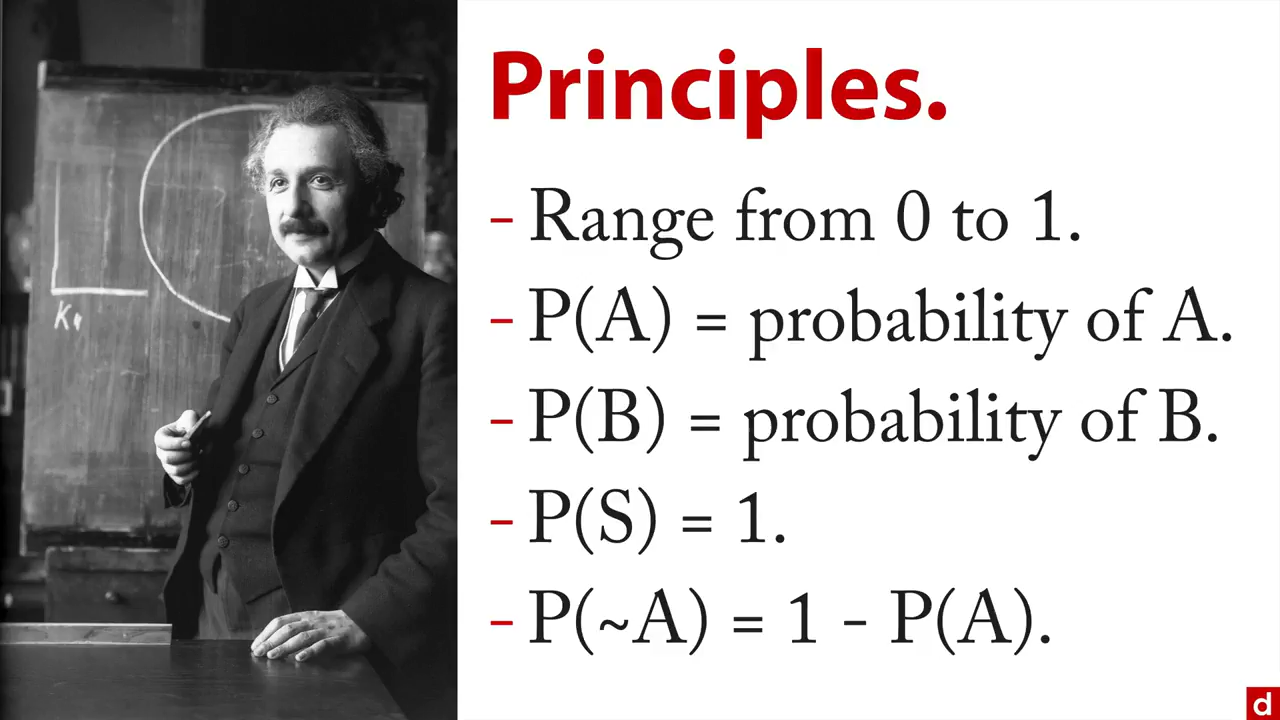 Principles.
- Range from 0 to 1.
- P(A) = probability of A.
- P(B) = probability of B.
- P(S) = 1.
- P(~A) = 1 - P(A).
d